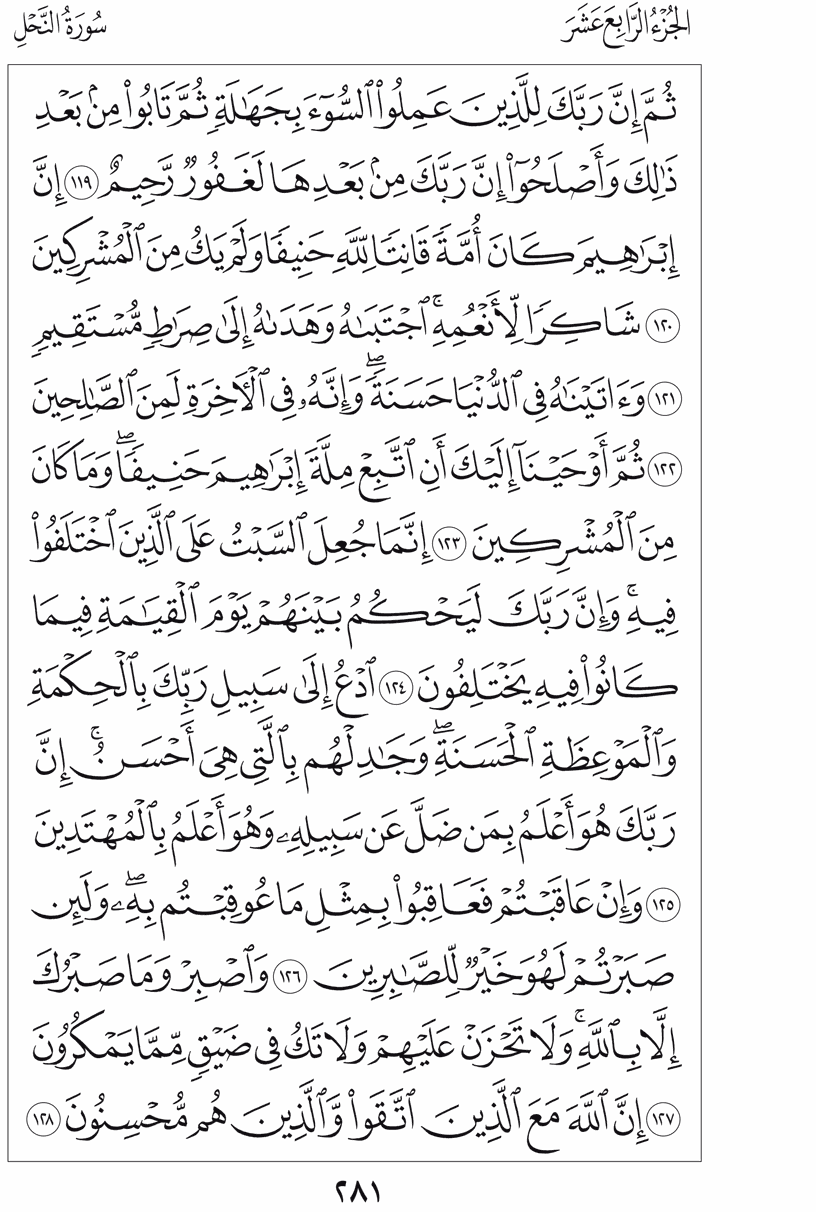 الجُزْءُ الرَّابِعَ عَشَرَ
سُورَةُ النَّحْلِ
ثُمَّ إِنَّ رَبَّكَ لِلَّذِينَ عَمِلُوا۟ ٱلسُّوٓءَ بِجَهَٰلَةٍۢ ثُمَّ تَابُوا۟ مِنۢ بَعْدِ
ذَٰلِكَ وَأَصْلَحُوٓا۟ إِنَّ رَبَّكَ مِنۢ بَعْدِهَا لَغَفُورٌۭ رَّحِيمٌ ١١٩ إِنَّ
إِبْرَٰهِيمَ كَانَ أُمَّةًۭ قَانِتًۭا لِّلَّهِ حَنِيفًۭا وَلَمْ يَكُ مِنَ ٱلْمُشْرِكِينَ
١٢٠ شَاكِرًۭا لِّأَنْعُمِهِ ۚ ٱجْتَبَىٰهُ وَهَدَىٰهُ إِلَىٰ صِرَٰطٍۢ مُّسْتَقِيمٍۢ
١٢١ وَءَاتَيْنَٰهُ فِى ٱلدُّنْيَا حَسَنَةًۭ ۖ وَإِنَّهُۥ فِى ٱلْءَاخِرَةِ لَمِنَ ٱلصَّٰلِحِينَ
١٢٢ ثُمَّ أَوْحَيْنَآ إِلَيْكَ أَنِ ٱتَّبِعْ مِلَّةَ إِبْرَٰهِيمَ حَنِيفًۭا ۖ وَمَا كَانَ
مِنَ ٱلْمُشْرِكِينَ ١٢٣ إِنَّمَا جُعِلَ ٱلسَّبْتُ عَلَى ٱلَّذِينَ ٱخْتَلَفُوا۟
فِيهِ ۚ وَإِنَّ رَبَّكَ لَيَحْكُمُ بَيْنَهُمْ يَوْمَ ٱلْقِيَٰمَةِ فِيمَا
كَانُوا۟ فِيهِ يَخْتَلِفُونَ ١٢٤ ٱدْعُ إِلَىٰ سَبِيلِ رَبِّكَ بِٱلْحِكْمَةِ
وَٱلْمَوْعِظَةِ ٱلْحَسَنَةِ ۖ وَجَٰدِلْهُم بِٱلَّتِى هِىَ أَحْسَنُ ۚ إِنَّ
رَبَّكَ هُوَ أَعْلَمُ بِمَن ضَلَّ عَن سَبِيلِهِۦ وَهُوَ أَعْلَمُ بِٱلْمُهْتَدِينَ
١٢٥ وَإِنْ عَاقَبْتُمْ فَعَاقِبُوا۟ بِمِثْلِ مَا عُوقِبْتُم بِهِۦ ۖ وَلَئِن
صَبَرْتُمْ لَهُوَ خَيْرٌۭ لِّلصَّٰبِرِينَ ١٢٦ وَٱصْبِرْ وَمَا صَبْرُكَ
إِلَّا بِٱللَّهِ ۚ وَلَا تَحْزَنْ عَلَيْهِمْ وَلَا تَكُ فِى ضَيْقٍۢ مِّمَّا يَمْكُرُونَ
١٢٧ إِنَّ ٱللَّهَ مَعَ ٱلَّذِينَ ٱتَّقَوا۟ وَّٱلَّذِينَ هُم مُّحْسِنُونَ ١٢٨
٢٨١